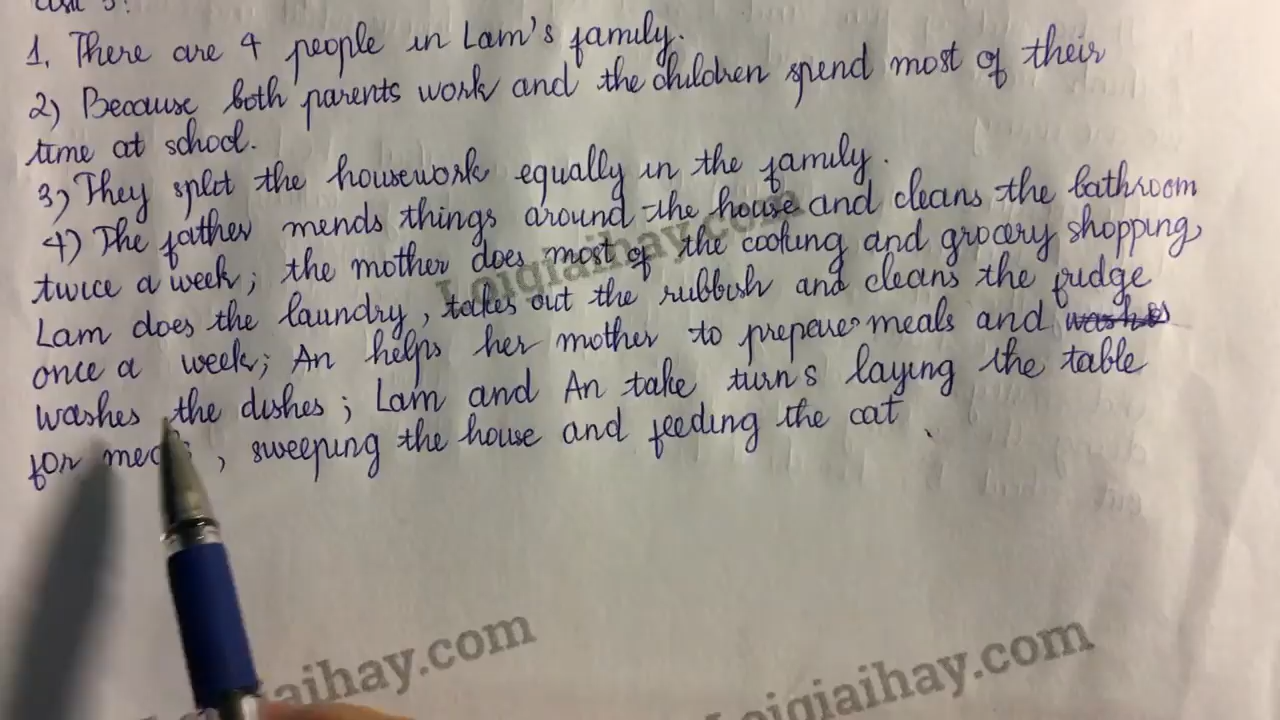 1, There are 4 people in Lam's family.
2) Because both parents work and the children spend most of their
time at school.
3) They split the housework equally in the family.
4) The father mends things around the house and cleans the bathroom
twice a week; the mother does most of the cooking and grocery shopping,
Lam does the laundry, takes out the rubbish and cleans the fridge
once a week; An helps her mother to prepare meals and washes
washes the dishes; Lam and An take turns laying the table
for meals, sweeping the house and feeding the cat
Loigiaihay.com
aihay.com
Loigiaihay.com